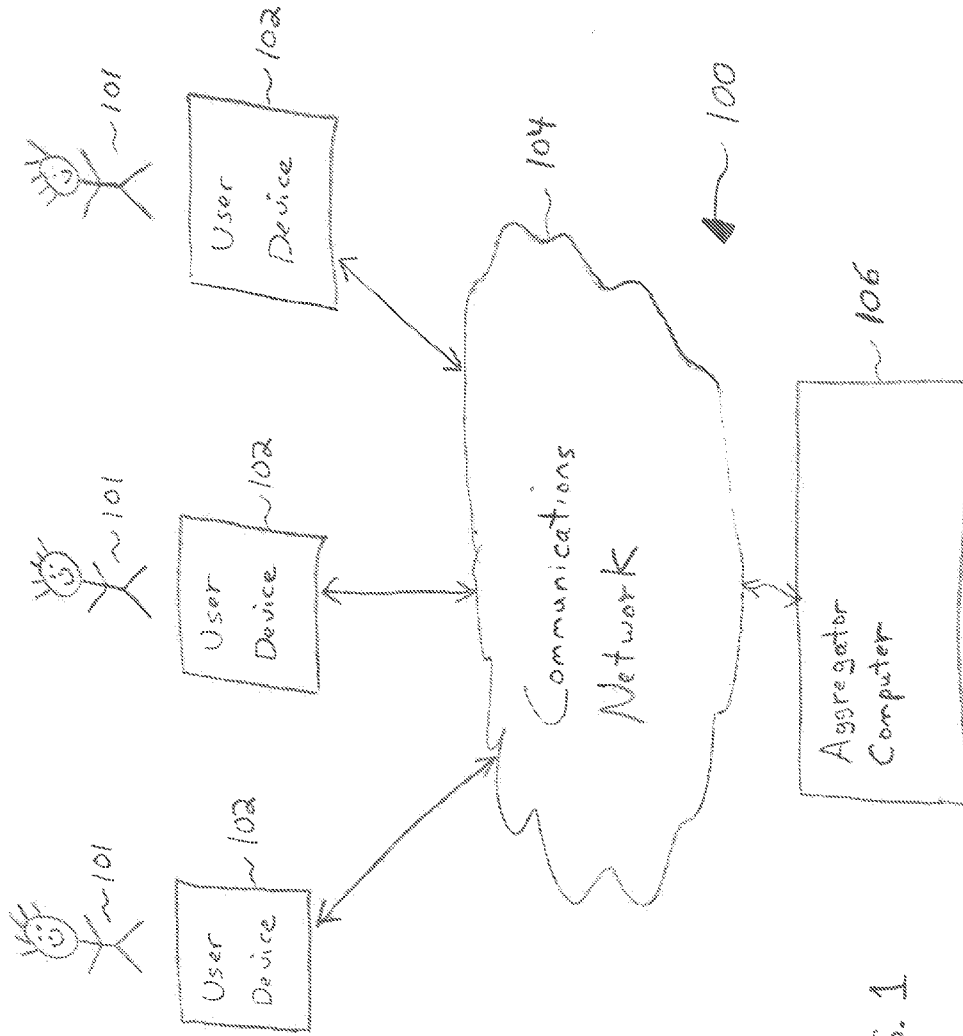 101
101
101
102
102
102
User
Device
User
Device
User
Device
104
Communications
Network
100
106
Aggregator
Computer
1